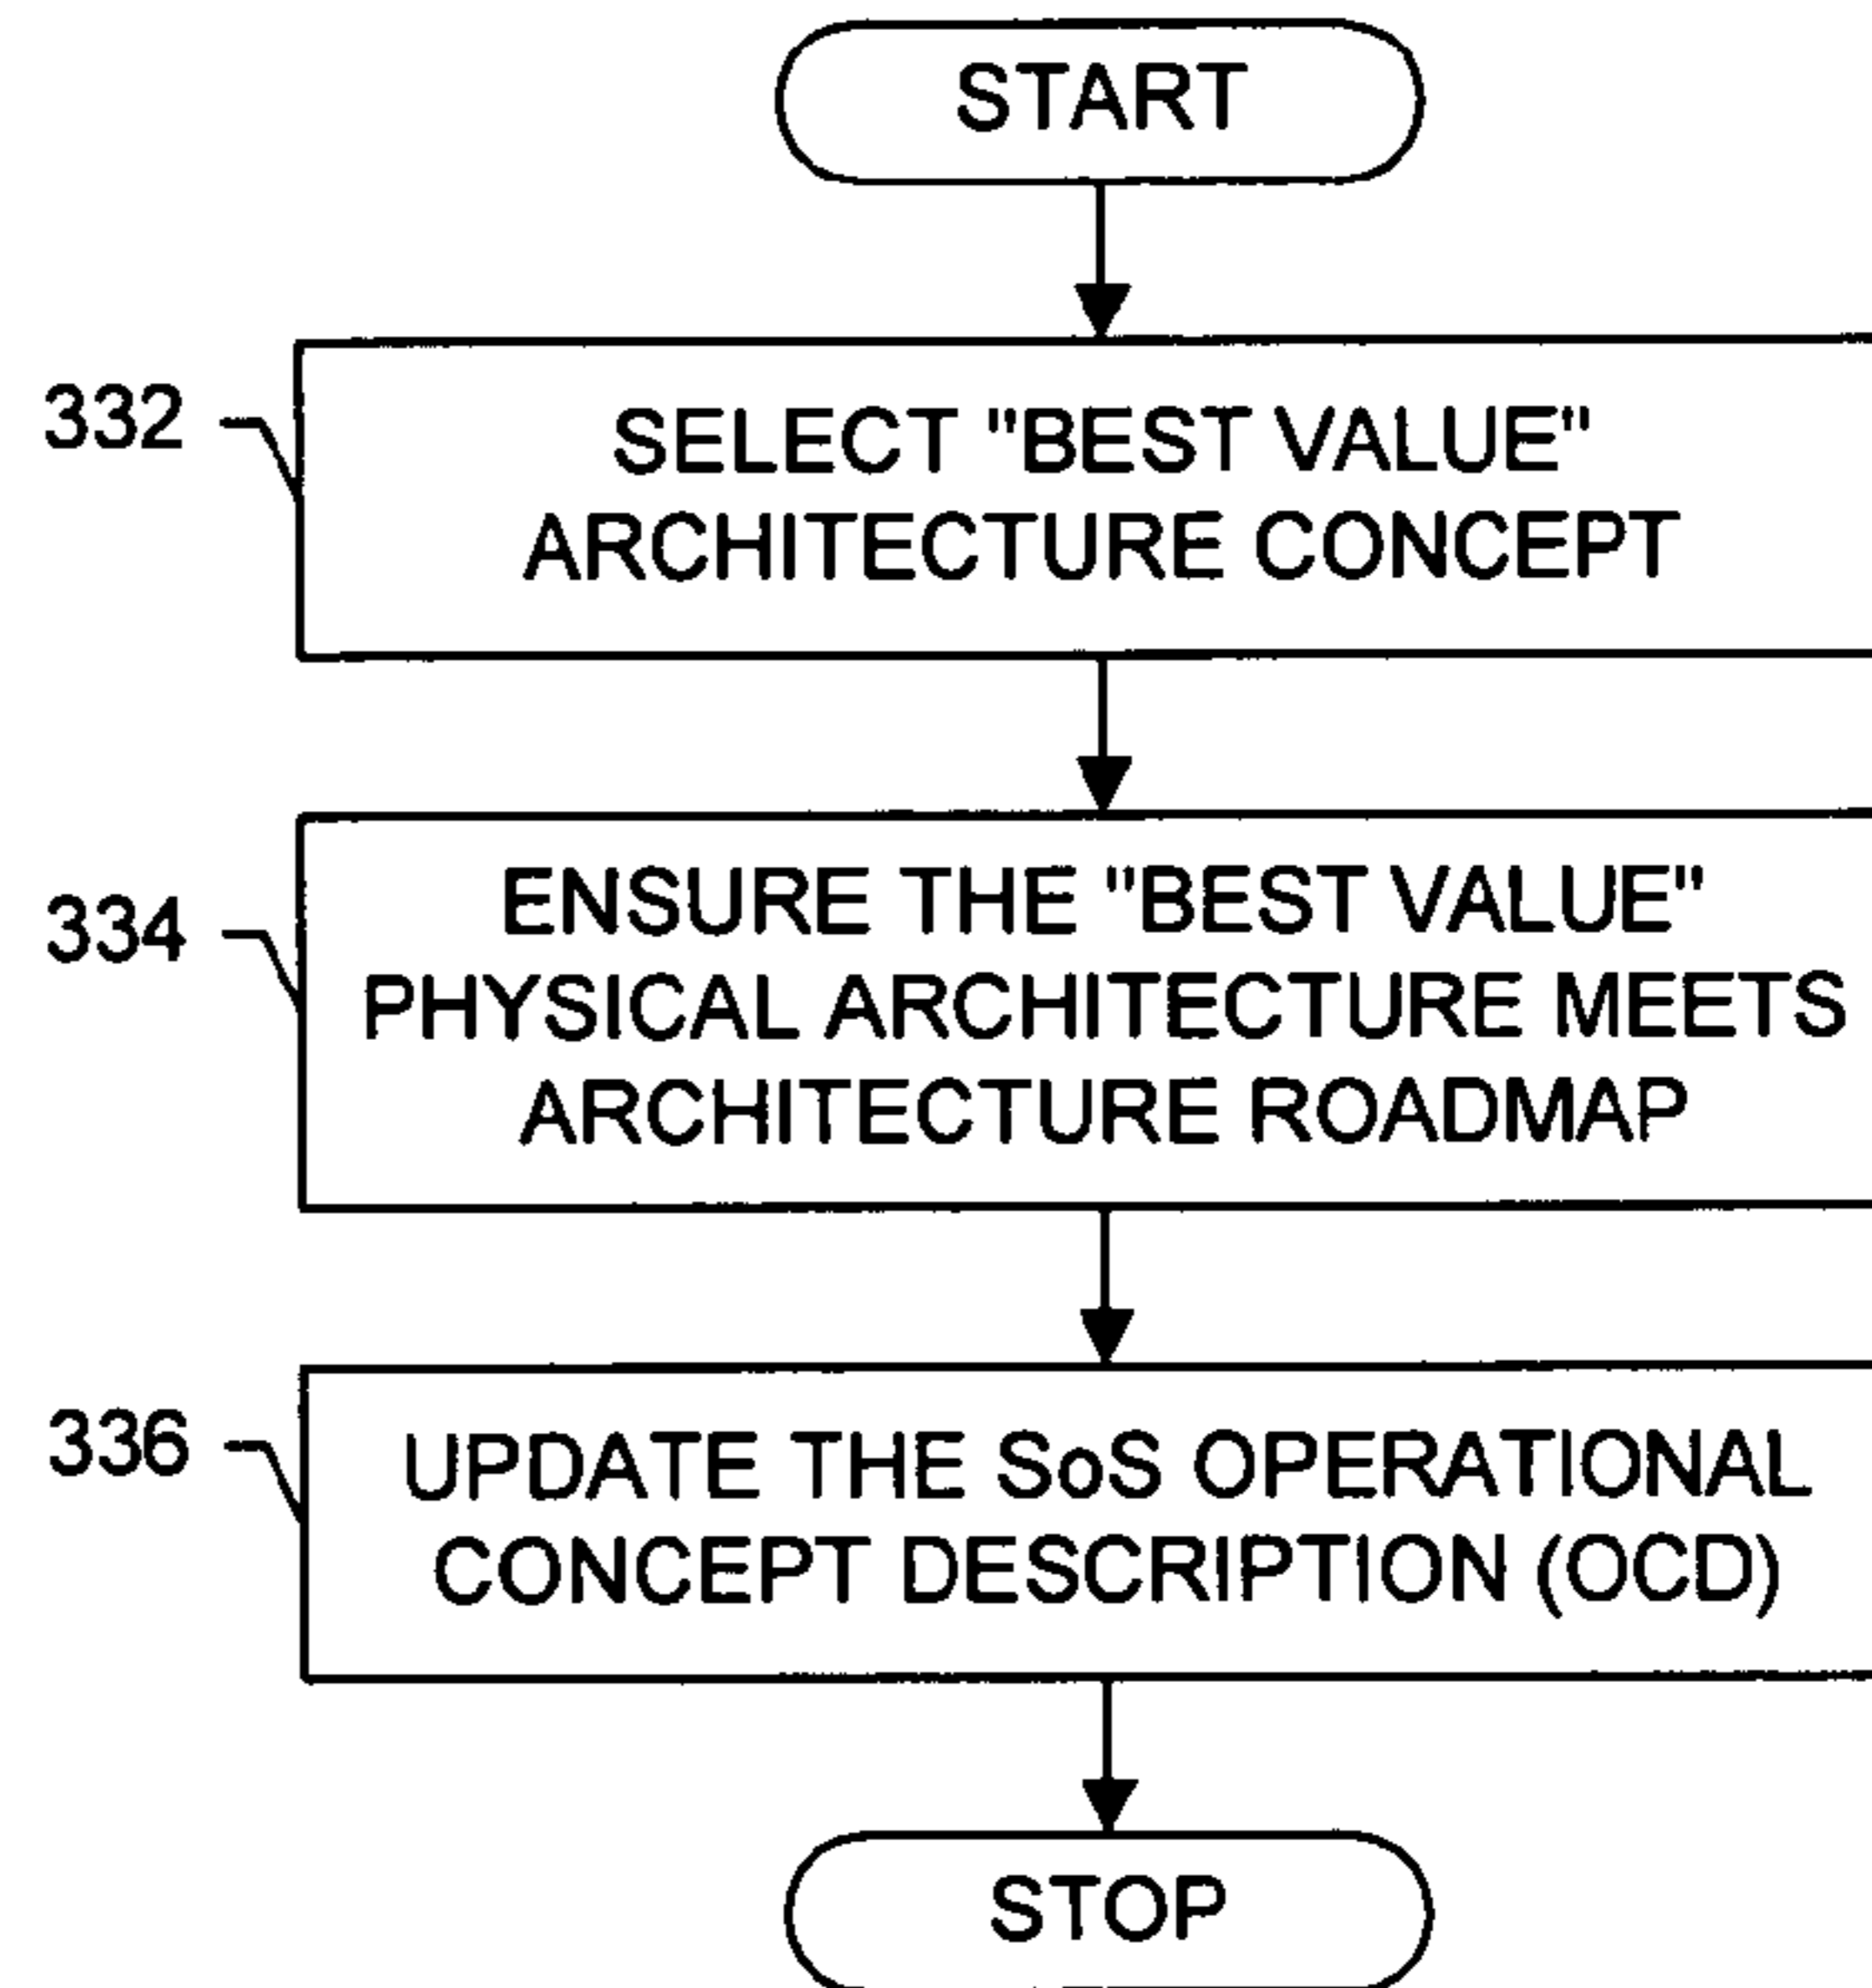 START
332
SELECT "BEST VALUE"
ARCHITECTURE CONCEPT
334
ENSURE THE "BEST VALUE"
PHYSICAL ARCHITECTURE MEETS
ARCHITECTURE ROADMAP
336
UPDATE THE SoS OPERATIONAL
CONCEPT DESCRIPTION (OCD)
STOP